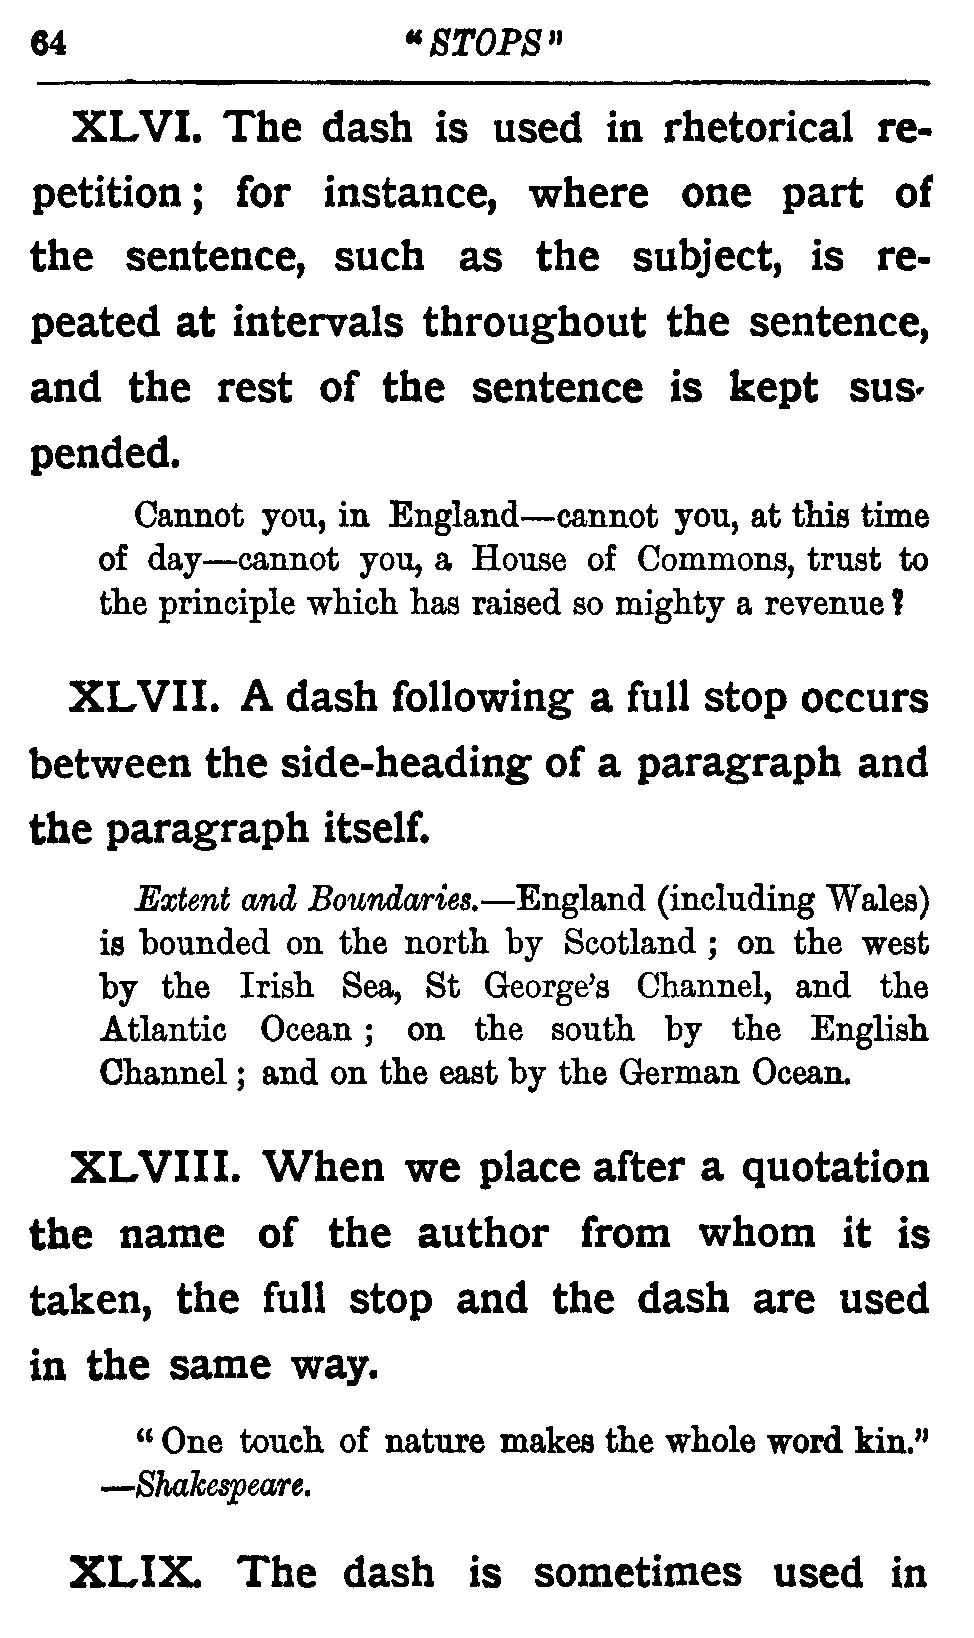 64 "STOPS"
XLVI. The dash is used in rhetorical re-
petition; for instance, where one part of
the sentence, such as the subject, is re-
peated at intervals throughout the sentence,
and the rest of the sentence is kept sus-
pended.
Cannot you, in England—cannot you, at this time
of day—cannot you, a House of Commons, trust to
the principle which has raised so mighty a revenue?
XLVII. A dash following a full stop occurs
between the side-heading of a paragraph and
the paragraph itself.
Extent and Boundaries.—England (including Wales)
is bounded on the north by Scotland; on the west
by the Irish Sea, St George's Channel, and the
Atlantic Ocean; on the south by the English
Channel; and on the east by the German Ocean.
XLVIII. When we place after a quotation
the name of the author from whom it is
taken, the full stop and the dash are used
in the same way.
"One touch of nature makes the whole word kin."
—Shakespeare.
XLIX. The dash is sometimes used in